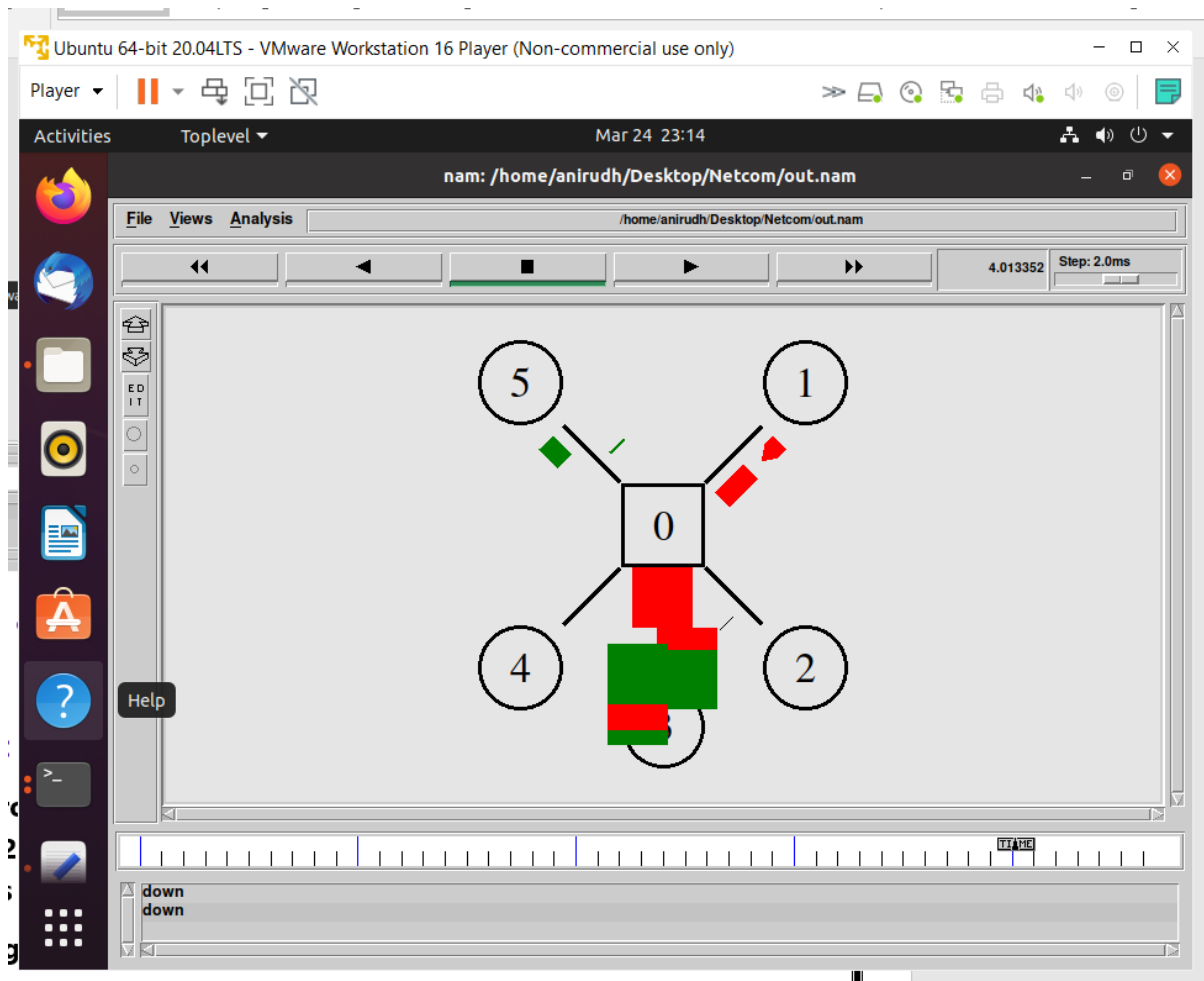 Ubuntu 64-bit 20.04LTS - VMware Workstation 16 Player (Non-commercial use only)
Player
Activities Toplevel Mar 24 23:14
nam: /home/anirudh/Desktop/Netcom/out.nam
File Views Analysis /home/anirudh/Desktop/Netcom/out.nam
4.013352 Step: 2.0ms
E D
I T
5 1
0
4 2
Help
TIME
down
down